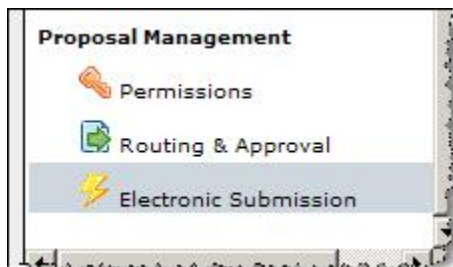 Proposal Management
Permissions
Routing & Approval
Electronic Submission